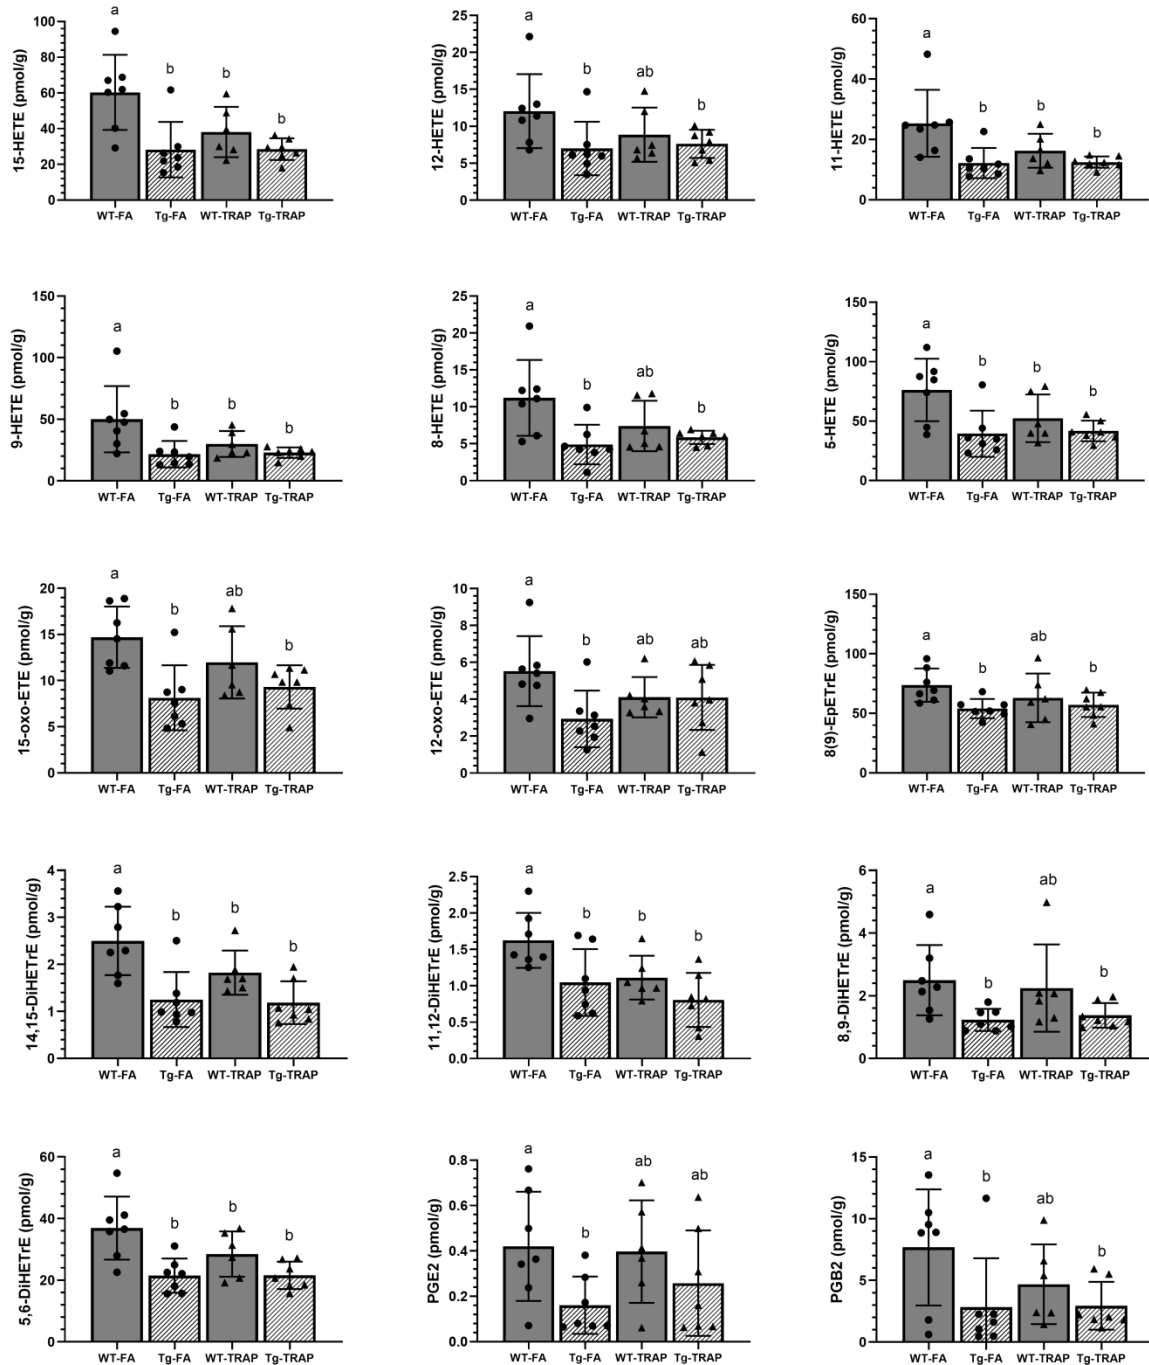 15-HETE (pmol/g)
100
80
60
40
20
0
a
b
b
b
WT-FA Tg-FA WT-TRAP Tg-TRAP
12-HETE (pmol/g)
25
20
15
10
5
0
a
b
ab
b
WT-FA Tg-FA WT-TRAP Tg-TRAP
11-HETE (pmol/g)
60
40
20
0
a
b
b
b
WT-FA Tg-FA WT-TRAP Tg-TRAP
9-HETE (pmol/g)
150
100
50
0
a
b
b
b
WT-FA Tg-FA WT-TRAP Tg-TRAP
8-HETE (pmol/g)
25
20
15
10
5
0
a
b
ab
b
WT-FA Tg-FA WT-TRAP Tg-TRAP
5-HETE (pmol/g)
150
100
50
0
a
b
b
b
WT-FA Tg-FA WT-TRAP Tg-TRAP
15-oxo-ETE (pmol/g)
20
15
10
5
0
a
b
ab
b
WT-FA Tg-FA WT-TRAP Tg-TRAP
12-oxo-ETE (pmol/g)
10
8
6
4
2
0
a
b
ab
ab
WT-FA Tg-FA WT-TRAP Tg-TRAP
8(9)-EpETrE (pmol/g)
150
100
50
0
a
b
ab
b
WT-FA Tg-FA WT-TRAP Tg-TRAP
14,15-DiHETrE (pmol/g)
4
3
2
1
0
a
b
b
b
WT-FA Tg-FA WT-TRAP Tg-TRAP
11,12-DiHETrE (pmol/g)
2.5
2.0
1.5
1.0
0.5
0.0
a
b
b
b
WT-FA Tg-FA WT-TRAP Tg-TRAP
8,9-DiHETrE (pmol/g)
6
4
2
0
a
b
ab
b
WT-FA Tg-FA WT-TRAP Tg-TRAP
5,6-DiHETrE (pmol/g)
60
40
20
0
a
b
b
b
WT-FA Tg-FA WT-TRAP Tg-TRAP
PGE2 (pmol/g)
0.8
0.6
0.4
0.2
0.0
a
b
ab
ab
WT-FA Tg-FA WT-TRAP Tg-TRAP
PGB2 (pmol/g)
15
10
5
0
a
b
ab
b
WT-FA Tg-FA WT-TRAP Tg-TRAP